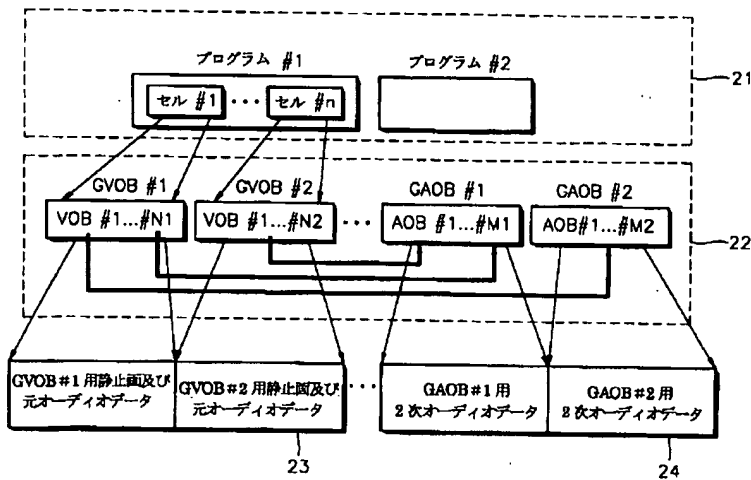 プログラム #1
プログラム #2
21
セル #1
・・・
セル #n
GVOB #1
GVOB #2
GAOB #1
GAOB #2
VOB #1...#N1
VOB #1...#N2
・・・
AOB #1...#M1
AOB#1...#M2
22
GVOB#1用静止画及び
元オーディオデータ
GVOB#2用静止画及び
元オーディオデータ
・・・
GAOB#1用
2次オーディオデータ
GAOB#2用
2次オーディオデータ
23
24